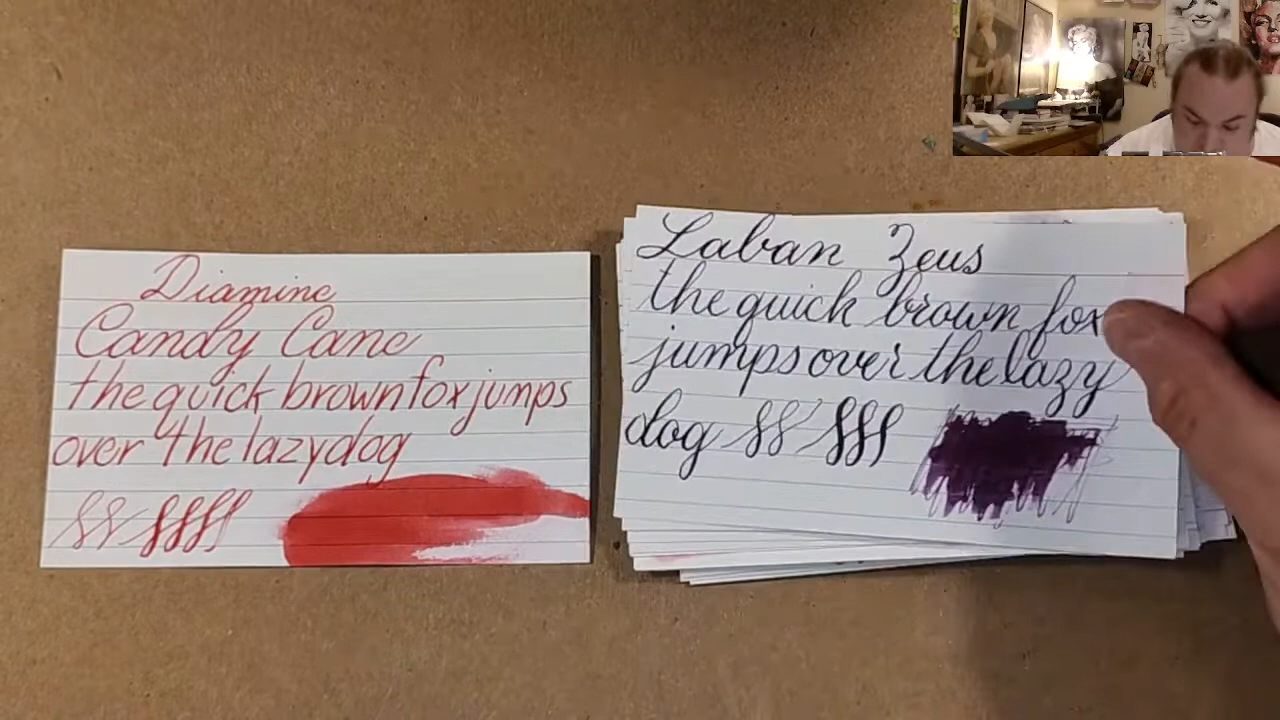 Diamine
Candy Cane
the quick brown fox jumps
over the lazy dog
Laban Zeus
the quick brown fox
jumps over the lazy
dog